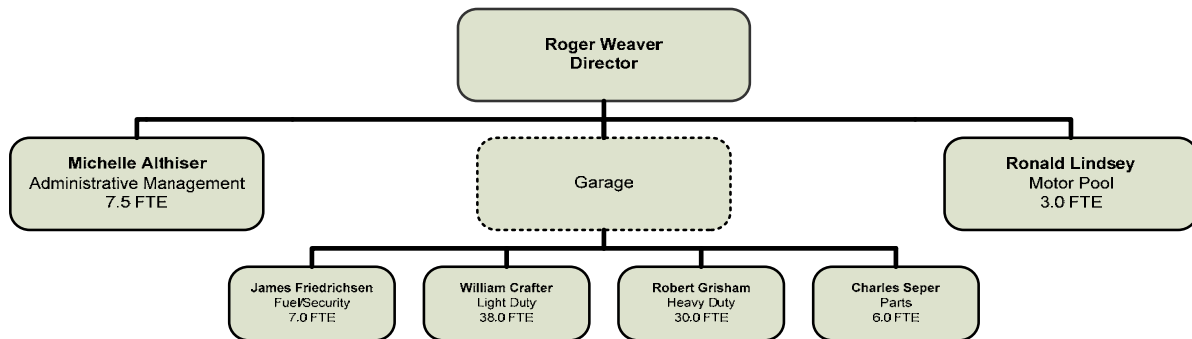 Roger Weaver
Director
Michelle Althiser
Administrative Management
7.5 FTE
Garage
Ronald Lindsey
Motor Pool
3.0 FTE
James Friedrichsen
Fuel/Security
7.0 FTE
William Crafter
Light Duty
38.0 FTE
Robert Grisham
Heavy Duty
30.0 FTE
Charles Seper
Parts
6.0 FTE